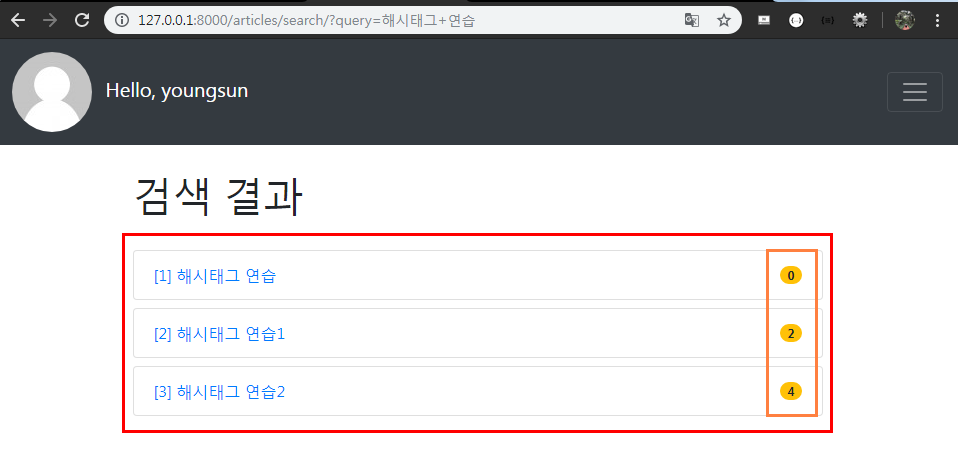 127.0.0.1:8000/articles/search/?query=해시태그+연습
Hello, youngsun
검색 결과
[1] 해시태그 연습 0
[2] 해시태그 연습1 2
[3] 해시태그 연습2 4